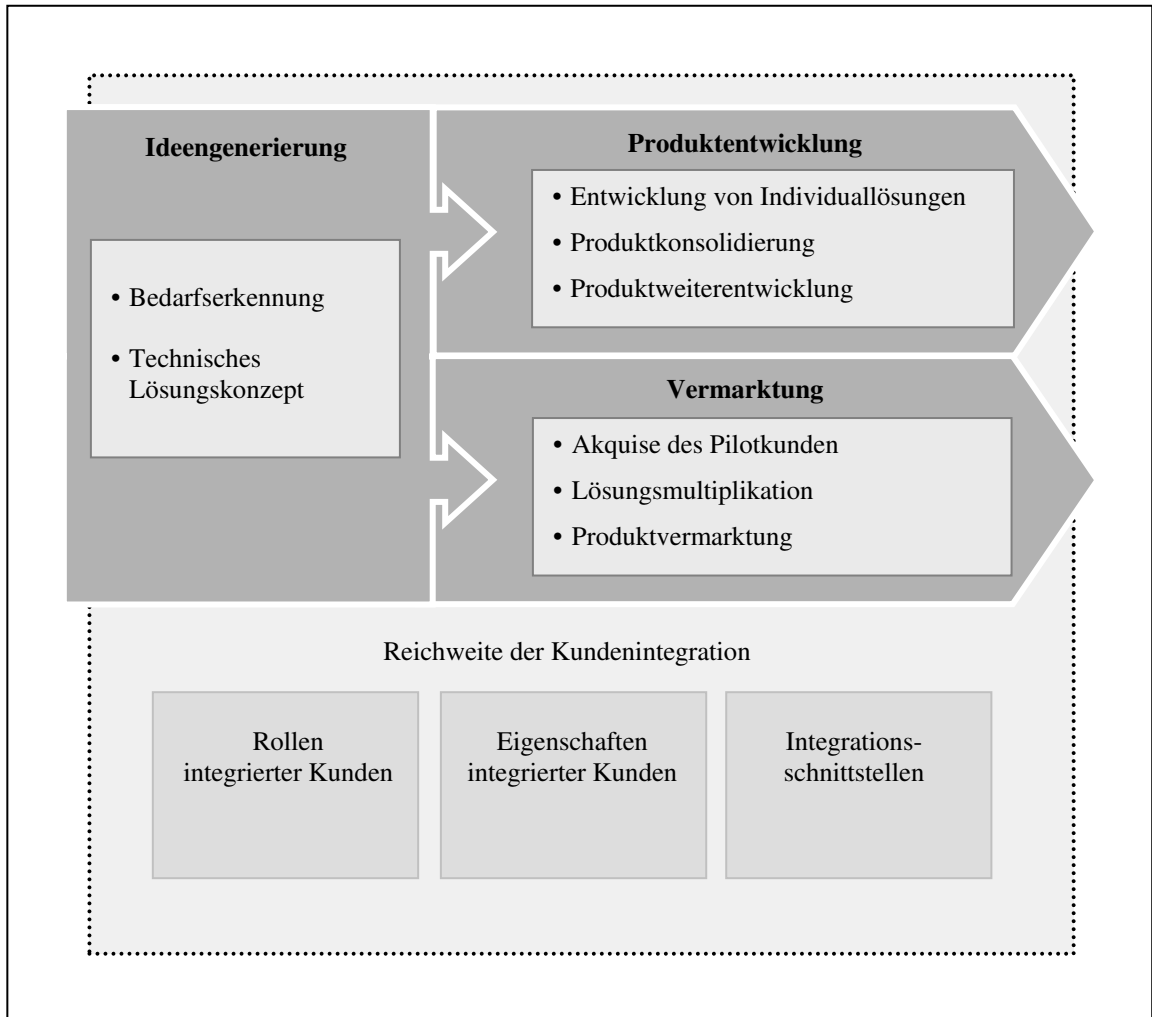 Ideengenerierung
• Bedarfserkennung
• Technisches
Lösungskonzept
Produktentwicklung
• Entwicklung von Individuallösungen
• Produktkonsolidierung
• Produktweiterentwicklung
Vermarktung
• Akquise des Pilotkunden
• Lösungsmultiplikation
• Produktvermarktung
Reichweite der Kundenintegration
Rollen
integrierter Kunden
Eigenschaften
integrierter Kunden
Integrations-
schnittstellen